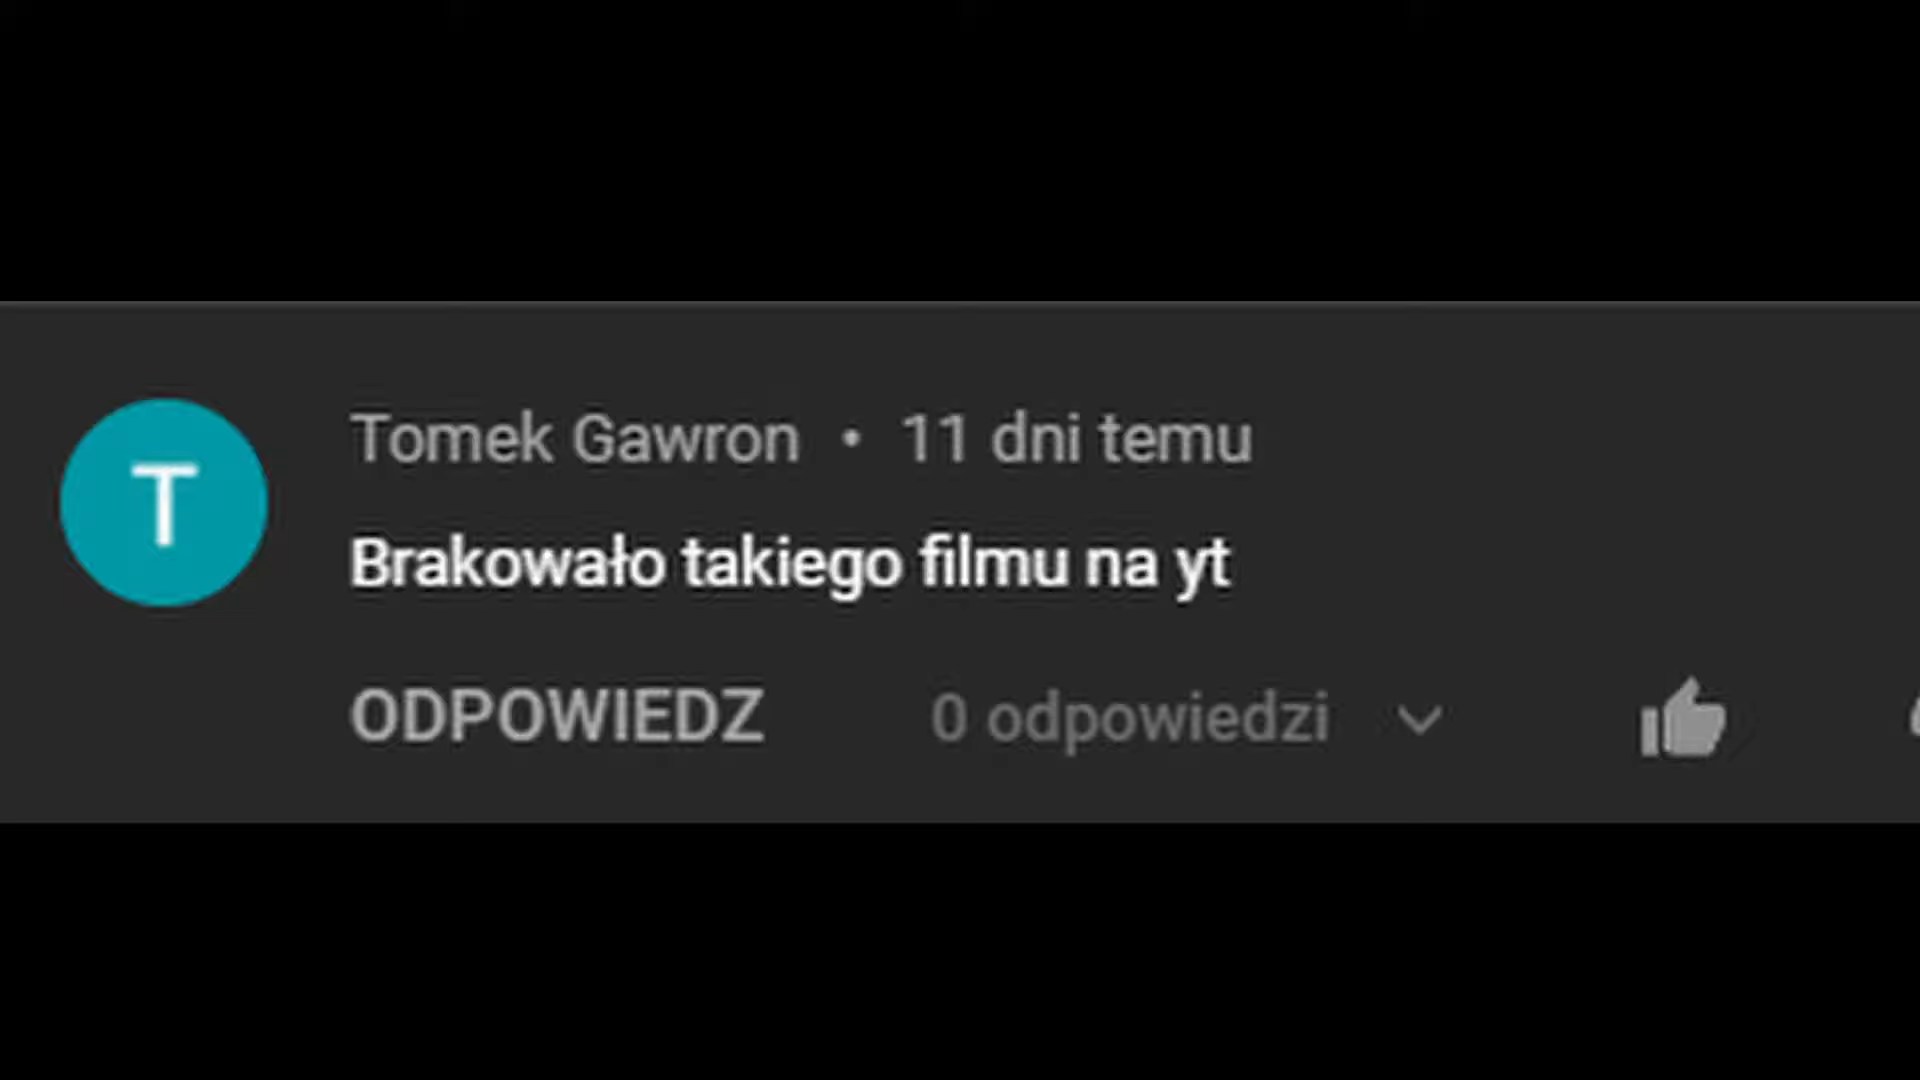 T
Tomek Gawron • 11 dni temu
Brakowało takiego filmu na yt
ODPOWIEDZ 0 odpowiedzi